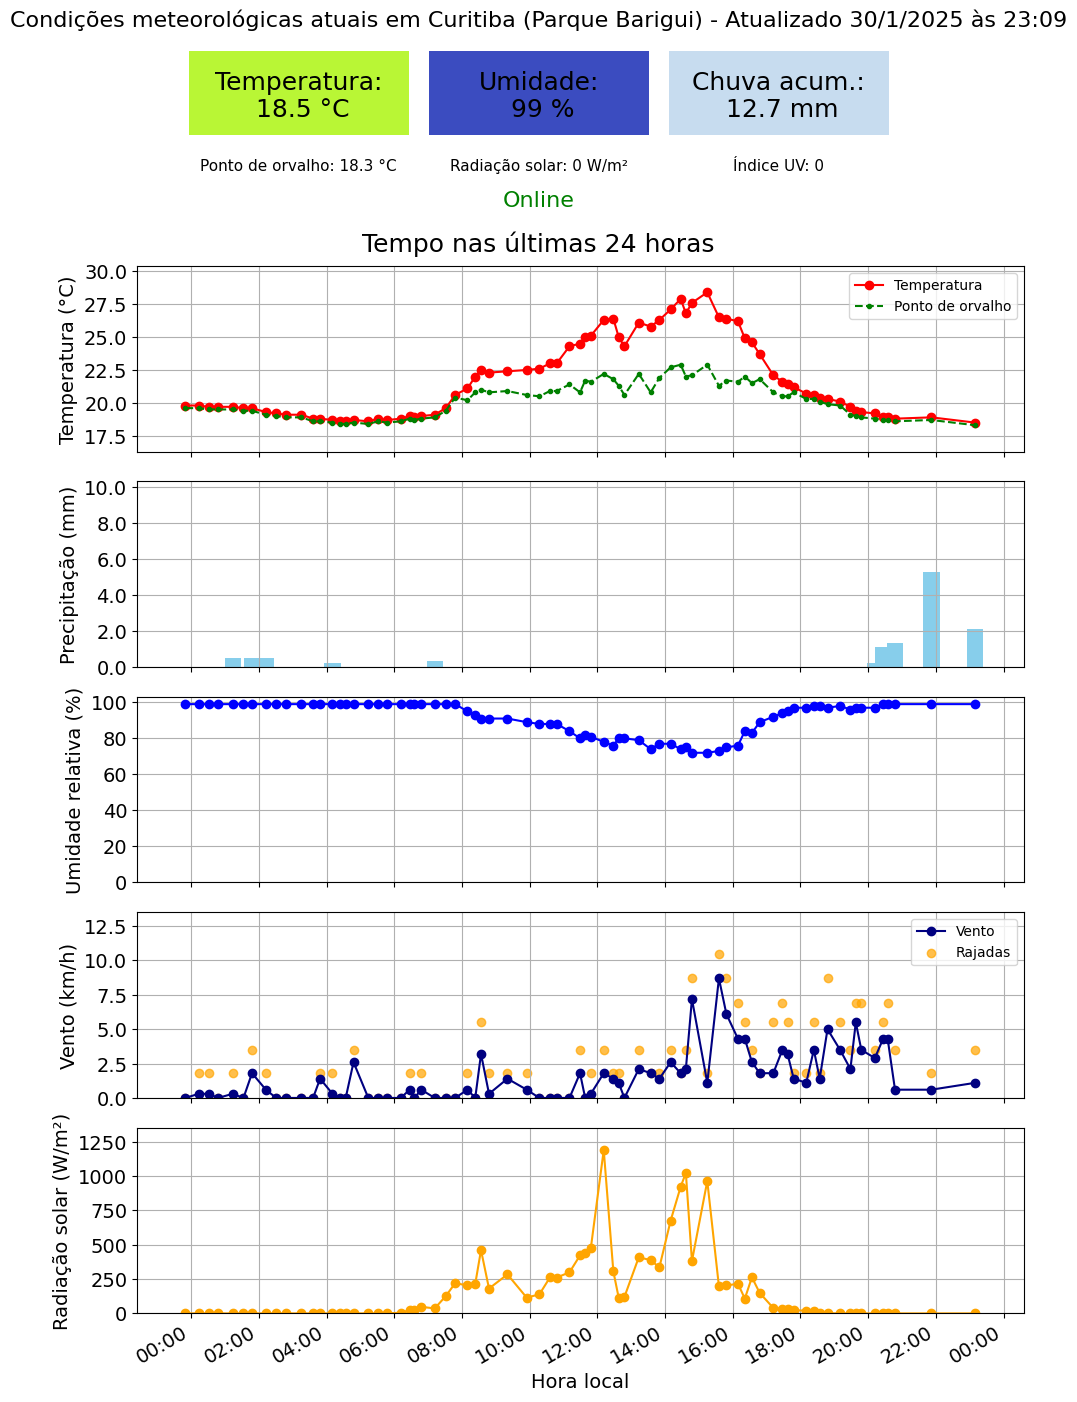 Condições meteorológicas atuais em Curitiba (Parque Barigui) - Atualizado 30/1/2025 às 23:09
Temperatura:
18.5 °C
Umidade:
99 %
Chuva acum.:
12.7 mm
Ponto de orvalho: 18.3 °C
Radiação solar: 0 W/m²
Índice UV: 0
Online
Tempo nas últimas 24 horas
Temperatura (°C)
30.0
27.5
25.0
22.5
20.0
17.5
Temperatura
Ponto de orvalho
Precipitação (mm)
10.0
8.0
6.0
4.0
2.0
0.0
Umidade relativa (%)
100
80
60
40
20
0
Vento (km/h)
12.5
10.0
7.5
5.0
2.5
0.0
Vento
Rajadas
Radiação solar (W/m²)
1250
1000
750
500
250
0
00:00
02:00
04:00
06:00
08:00
10:00
12:00
14:00
16:00
18:00
20:00
22:00
00:00
Hora local